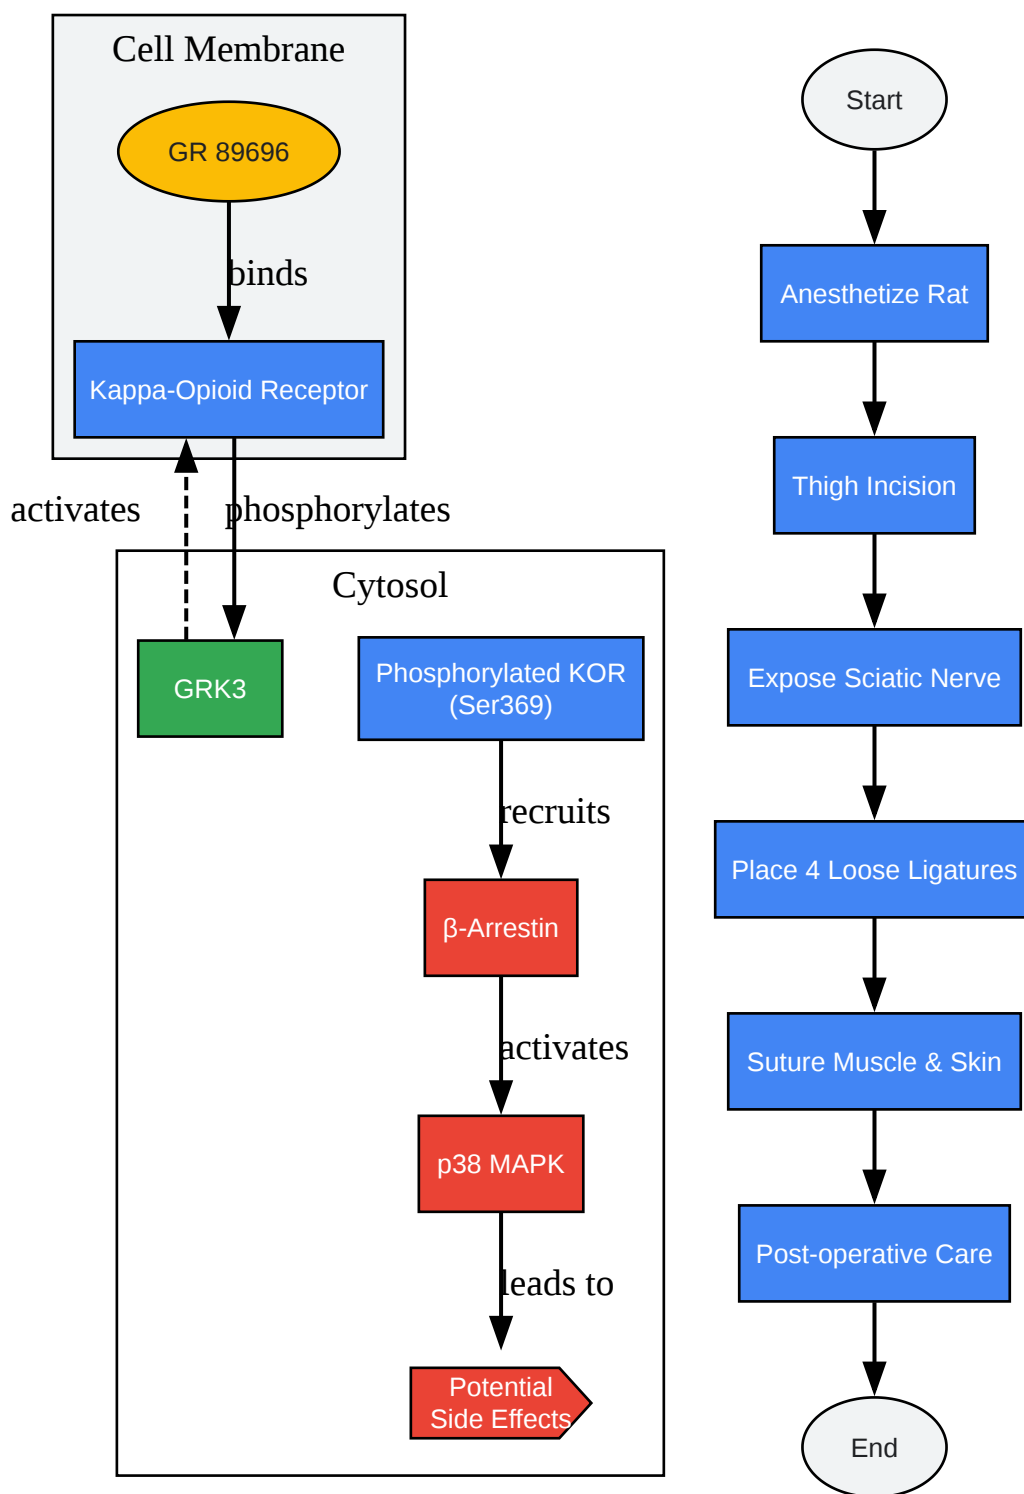 Cell Membrane
GR 89696
binds
Kappa-Opioid Receptor
activates
phosphorylates
Cytosol
GRK3
Phosphorylated KOR
(Ser369)
recruits
β-Arrestin
activates
p38 MAPK
leads to
Potential
Side Effects
Start
Anesthetize Rat
Thigh Incision
Expose Sciatic Nerve
Place 4 Loose Ligatures
Suture Muscle & Skin
Post-operative Care
End